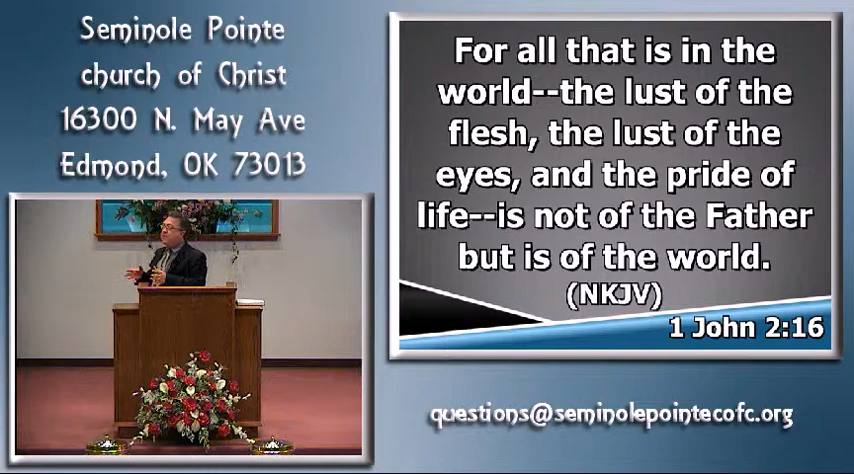 Seminole Pointe
church of Christ
16300 N. May Ave
Edmond, OK 73013
For all that is in the
world--the lust of the
flesh, the lust of the
eyes, and the pride of
life--is not of the Father
but is of the world.
(NKJV)
1 John 2:16
questions@seminolepointecofc.org